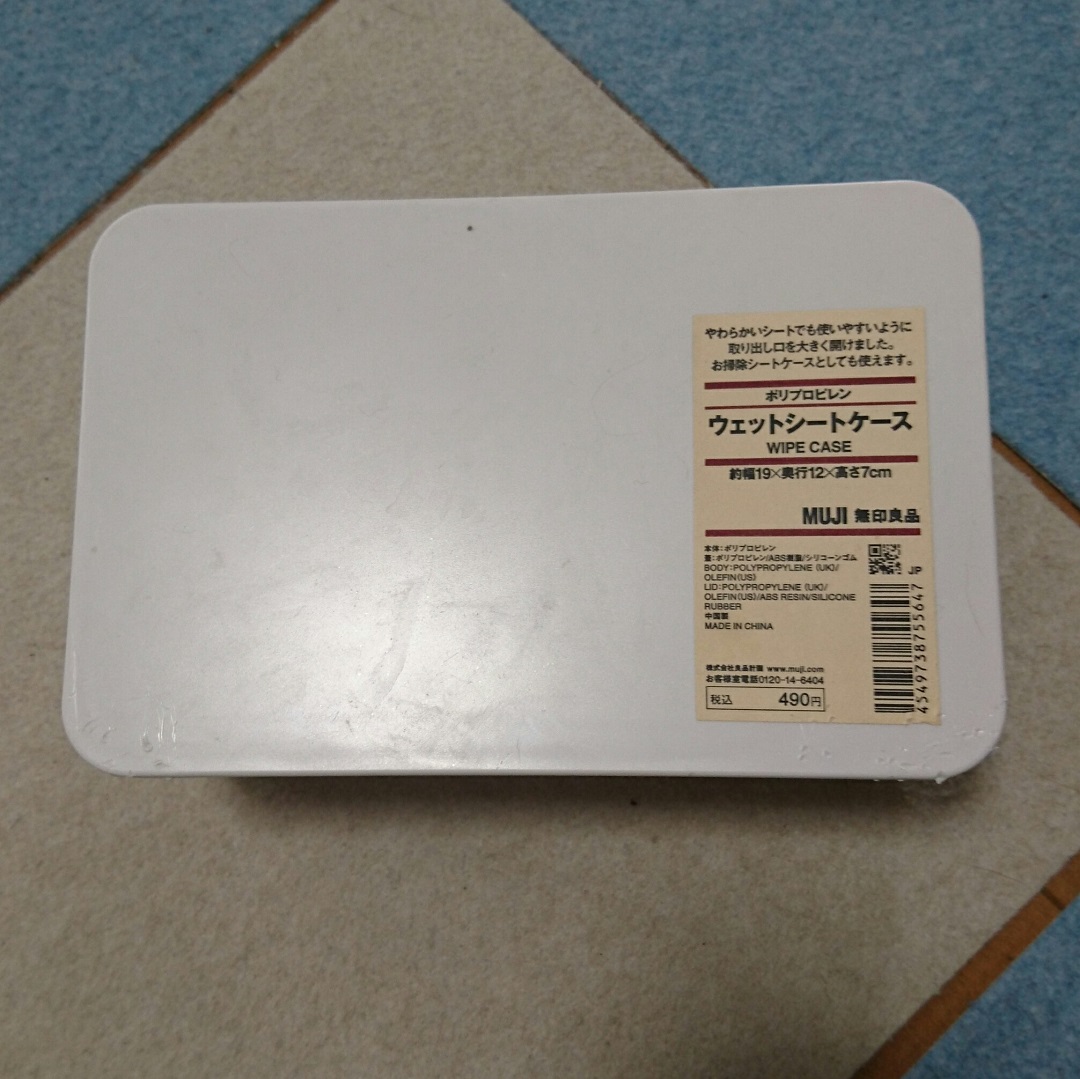 やわらかいシートでも使いやすいように
取り出し口を大きく開けました。
お掃除シートケースとしても使えます。
ポリプロピレン
ウェットシートケース
WIPE CASE
約幅19×奥行12×高さ7cm
MUJI 無印良品
本体:ポリプロピレン
蓋:ポリプロピレン/ABS樹脂/シリコーンゴム
BODY:POLYPROPYLENE (UK)/
OLEFIN(US)
LID:POLYPROPYLENE (UK)/
OLEFIN(US)/ABS RESIN/SILICONE
RUBBER
中国製
MADE IN CHINA
JP
4549738755647
株式会社良品計画 www.muji.com
お客様室電話0120-14-6404
税込 490円